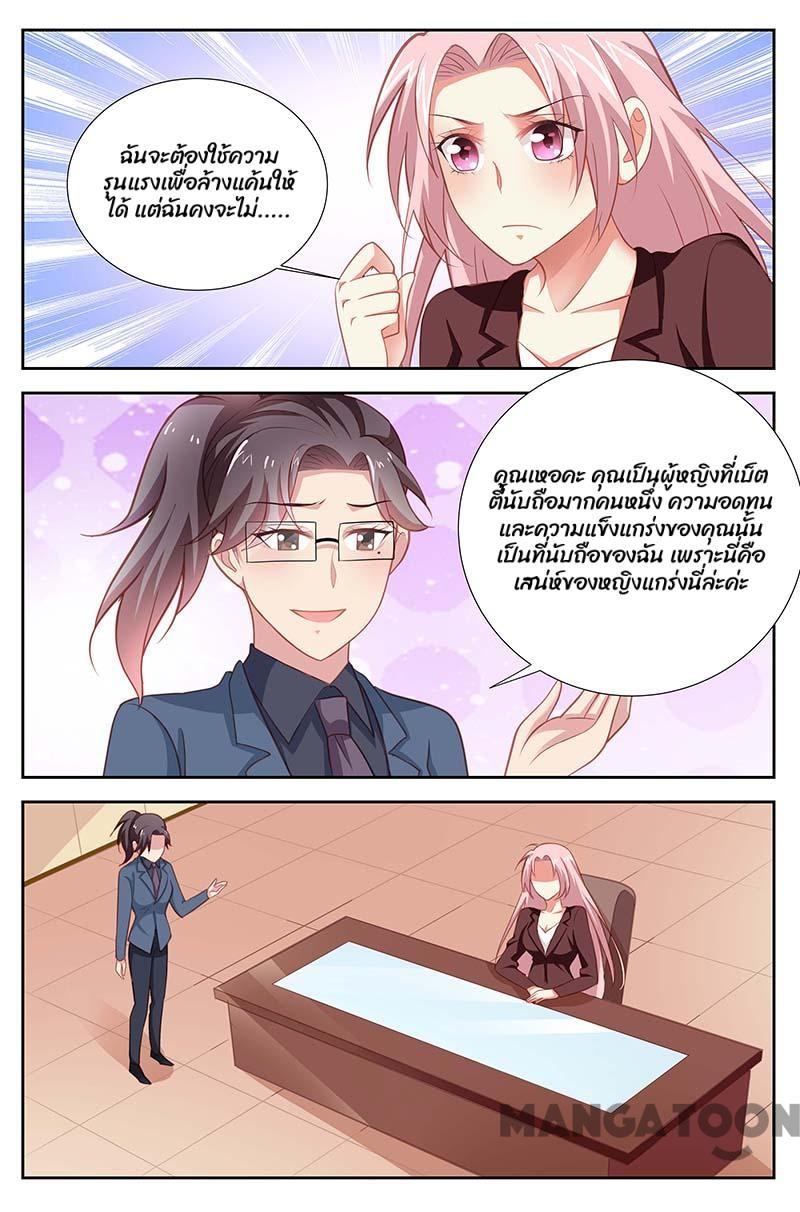 ฉันจะต้องใช้ความ
รุนแรงเพื่อล้างแค้นให้
ได้ แต่ฉันคงจะไม่.....
คุณเหอคะ คุณเป็นผู้หญิงที่เบ็ต
ตี้นับถือมากคนหนึ่ง ความอดทน
และความแข็งแกร่งของคุณนั้น
เป็นที่นับถือของฉัน เพราะนี่คือ
เสน่ห์ของหญิงแกร่งนี่ล่ะค่ะ
MANGATOON